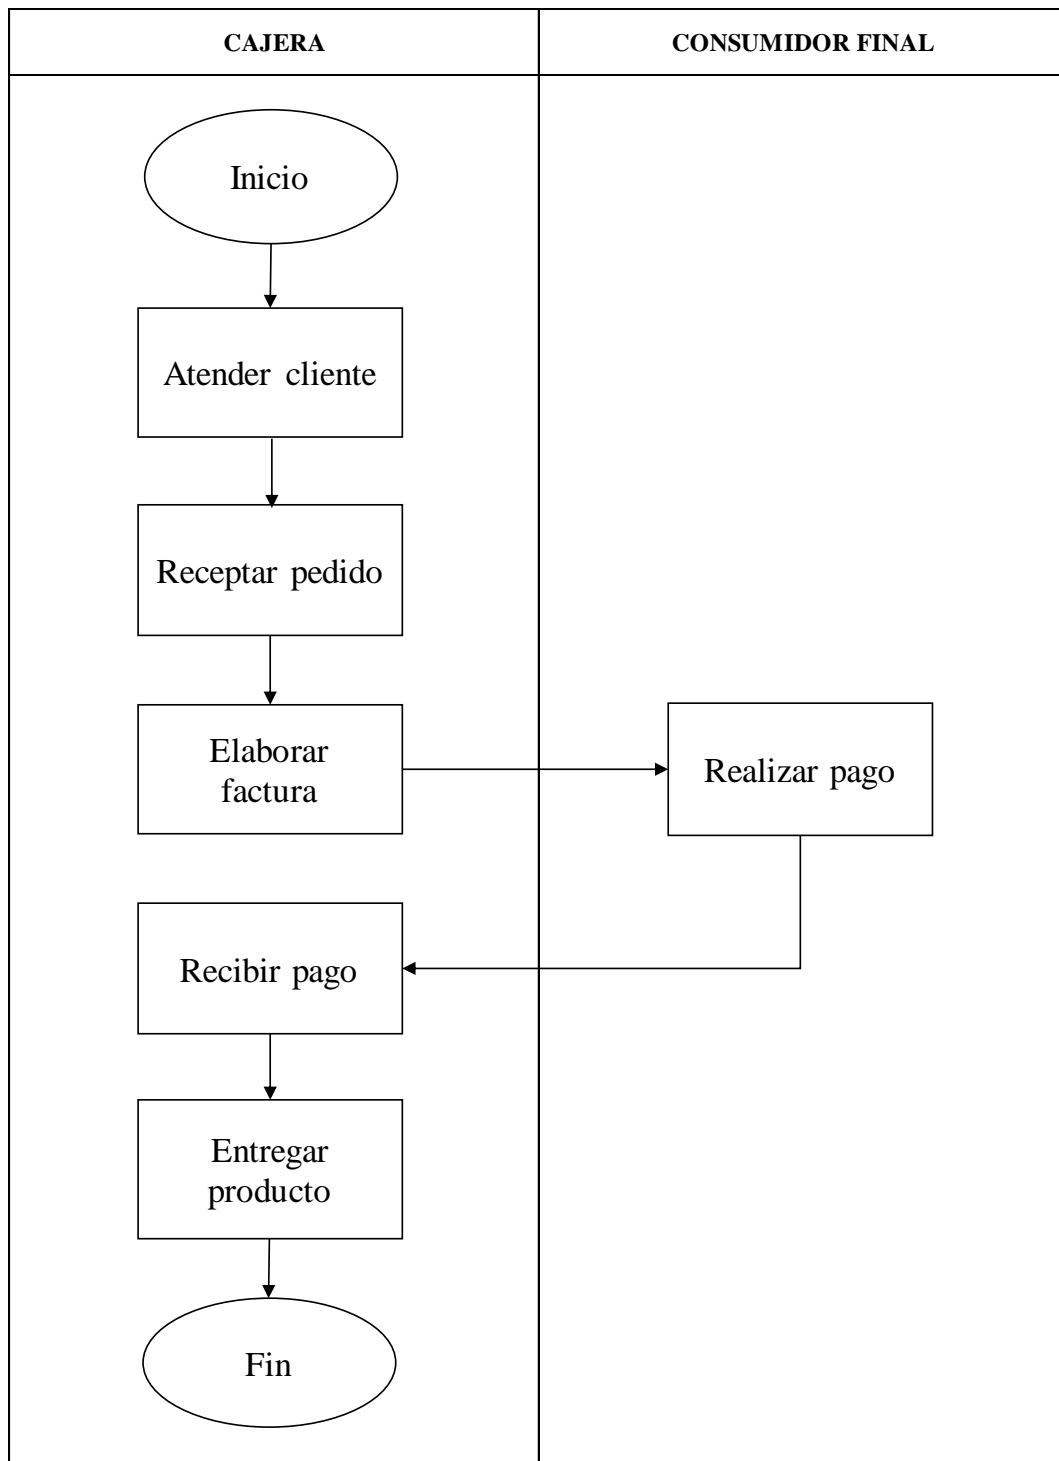 CAJERA
CONSUMIDOR FINAL
Inicio
Atender cliente
Receptar pedido
Elaborar
factura
Realizar pago
Recibir pago
Entregar
producto
Fin